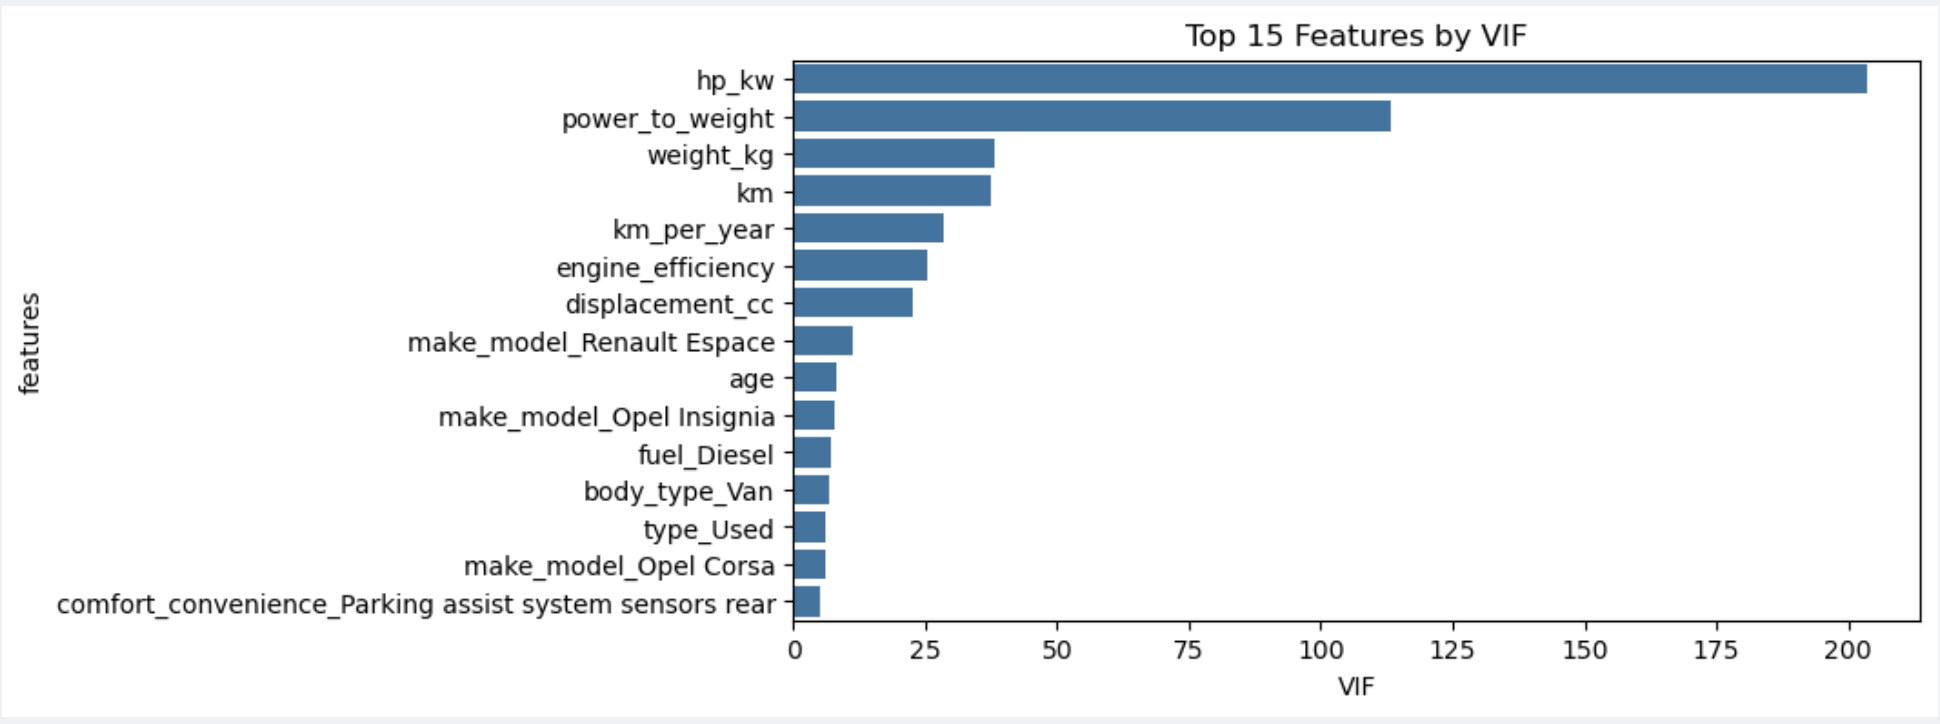 Top 15 Features by VIF
features
hp_kw
power_to_weight
weight_kg
km
km_per_year
engine_efficiency
displacement_cc
make_model_Renault Espace
age
make_model_Opel Insignia
fuel_Diesel
body_type_Van
type_Used
make_model_Opel Corsa
comfort_convenience_Parking assist system sensors rear
0 25 50 75 100 125 150 175 200
VIF